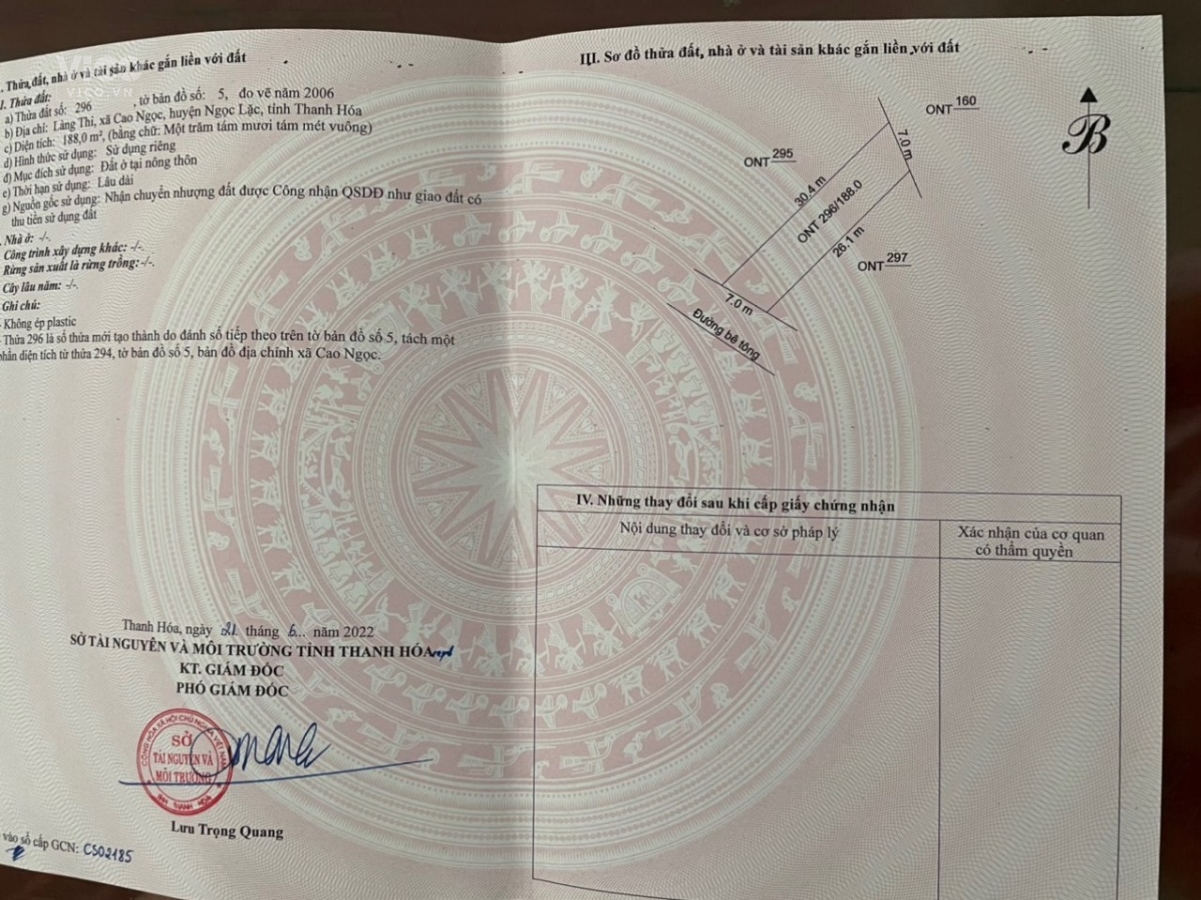 . Thửa đất, nhà ở và tài sản khác gắn liền với đất
1. Thửa đất:
a) Thửa đất số: 296 , tờ bản đồ số: 5, đo vẽ năm 2006
b) Địa chỉ: Làng Thi, xã Cao Ngọc, huyện Ngọc Lặc, tỉnh Thanh Hóa
c) Diện tích: 188,0 m², (bằng chữ: Một trăm tám mươi tám mét vuông)
d) Hình thức sử dụng: Sử dụng riêng
đ) Mục đích sử dụng: Đất ở tại nông thôn
e) Thời hạn sử dụng: Lâu dài
g) Nguồn gốc sử dụng: Nhận chuyển nhượng đất được Công nhận QSDĐ như giao đất có
thu tiền sử dụng đất
. Nhà ở: -/-.
Công trình xây dựng khác: -/-.
Rừng sản xuất là rừng trồng: -/-.
Cây lâu năm: -/-.
Ghi chú:
- Không ép plastic
- Thửa 296 là số thửa mới tạo thành do đánh số tiếp theo trên tờ bản đồ số 5, tách một
phần diện tích từ thửa 294, tờ bản đồ số 5, bản đồ địa chính xã Cao Ngọc.
Thanh Hóa, ngày 21 tháng 6... năm 2022
SỞ TÀI NGUYÊN VÀ MÔI TRƯỜNG TỈNH THANH HÓA
KT. GIÁM ĐỐC
PHÓ GIÁM ĐỐC
CỘNG HÒA XÃ HỘI CHỦ NGHĨA VIỆT NAM
SỞ
TÀI NGUYÊN VÀ
MÔI TRƯỜNG
TỈNH THANH HÓA
Lưu Trọng Quang
vào sổ cấp GCN: CS02185
III. Sơ đồ thửa đất, nhà ở và tài sản khác gắn liền với đất
ONT 160
B
7.0 m
ONT 295
30.4 m
ONT 296/188.0
26.1 m
ONT 297
7.0 m
Đường bê tông
IV. Những thay đổi sau khi cấp giấy chứng nhận
Nội dung thay đổi và cơ sở pháp lý
Xác nhận của cơ quan
có thẩm quyền
VICO.VN